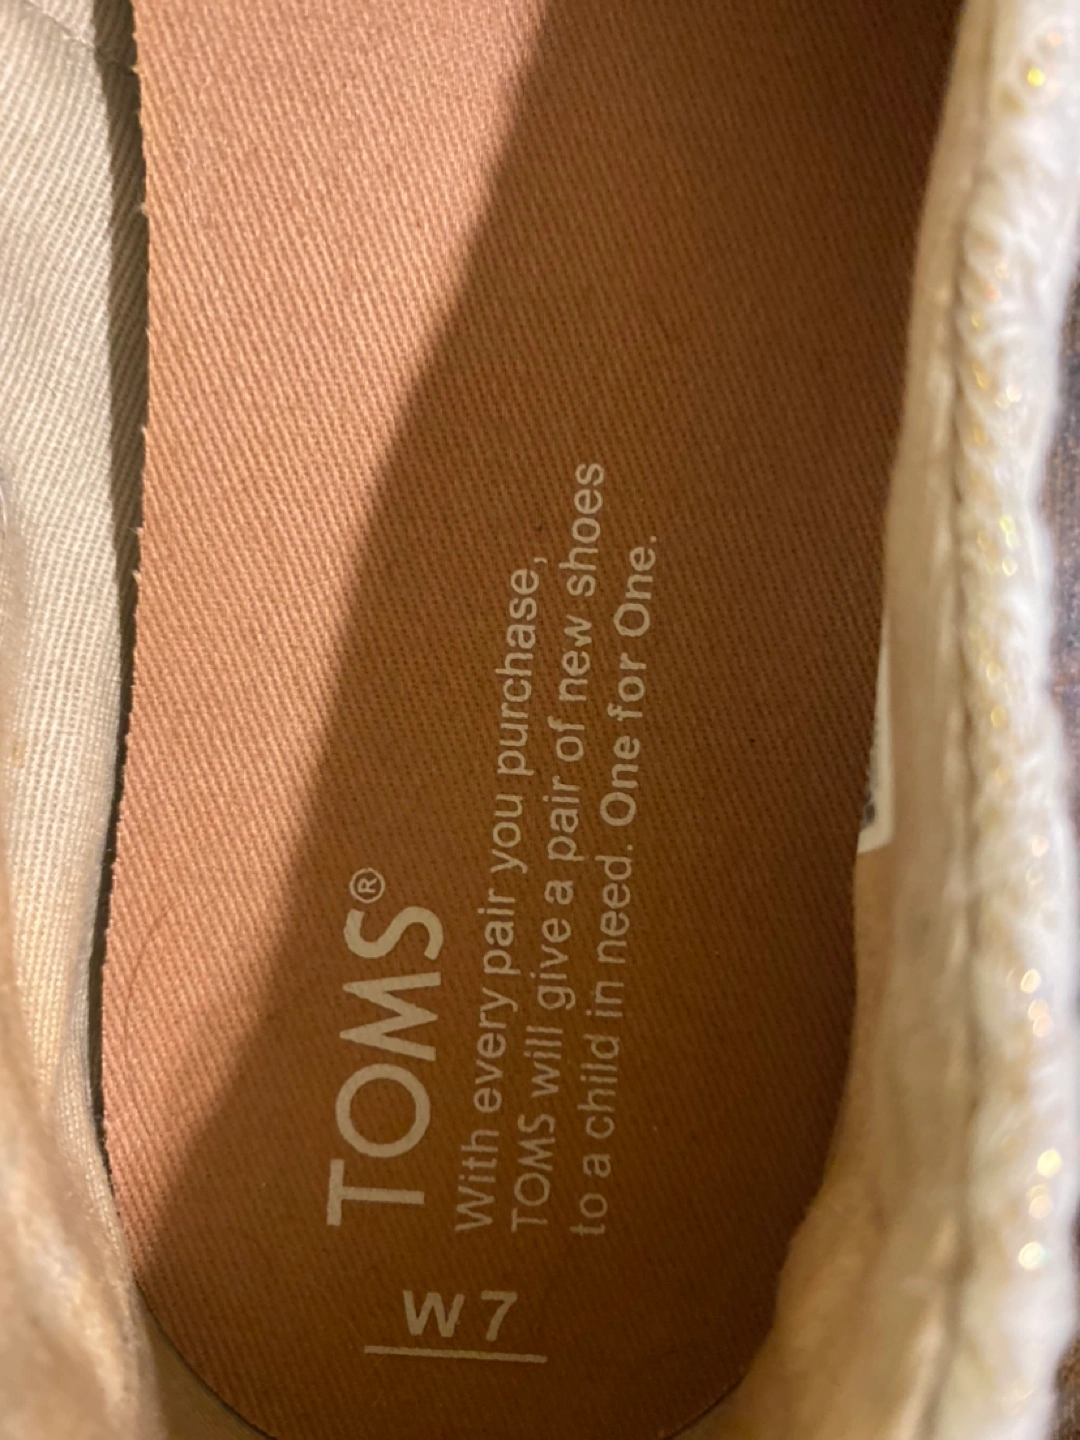 TOMS®
With every pair you purchase,
TOMS will give a pair of new shoes
to a child in need. One for One.
W 7